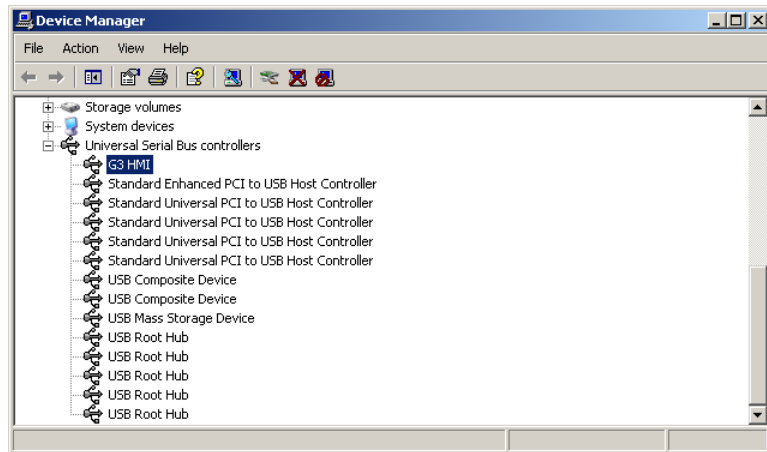 Device Manager
File Action View Help
Storage volumes
System devices
Universal Serial Bus controllers
G3 HMI
Standard Enhanced PCI to USB Host Controller
Standard Universal PCI to USB Host Controller
Standard Universal PCI to USB Host Controller
Standard Universal PCI to USB Host Controller
Standard Universal PCI to USB Host Controller
USB Composite Device
USB Composite Device
USB Mass Storage Device
USB Root Hub
USB Root Hub
USB Root Hub
USB Root Hub
USB Root Hub